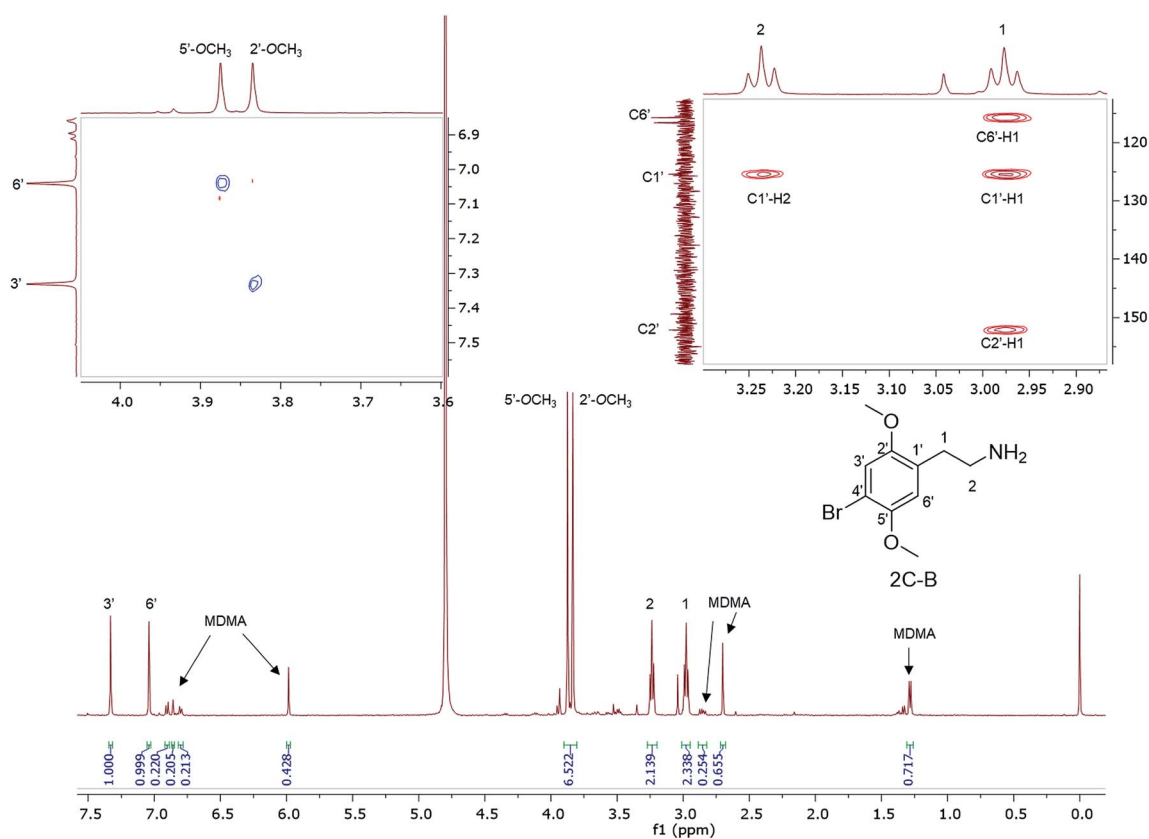 5'-OCH3 2'-OCH3
6'
3'
6.9
7.0
7.1
7.2
7.3
7.4
7.5
4.0 3.9 3.8 3.7 3.6
2 1
C6'
C1'
C2'
C6'-H1
C1'-H2 C1'-H1
C2'-H1
120
130
140
150
3.25 3.20 3.15 3.10 3.05 3.00 2.95 2.90
5'-OCH3 2'-OCH3
O
2'
1'
1
NH2
2
3'
4'
6'
Br
5'
O
2C-B
3' 6' MDMA 2 1 MDMA MDMA
1.000
0.999
0.220
0.205
0.213
0.428
6.522
2.139
2.338
0.254
0.655
0.717
7.5 7.0 6.5 6.0 5.5 5.0 4.5 4.0 3.5 3.0 2.5 2.0 1.5 1.0 0.5 0.0
f1 (ppm)